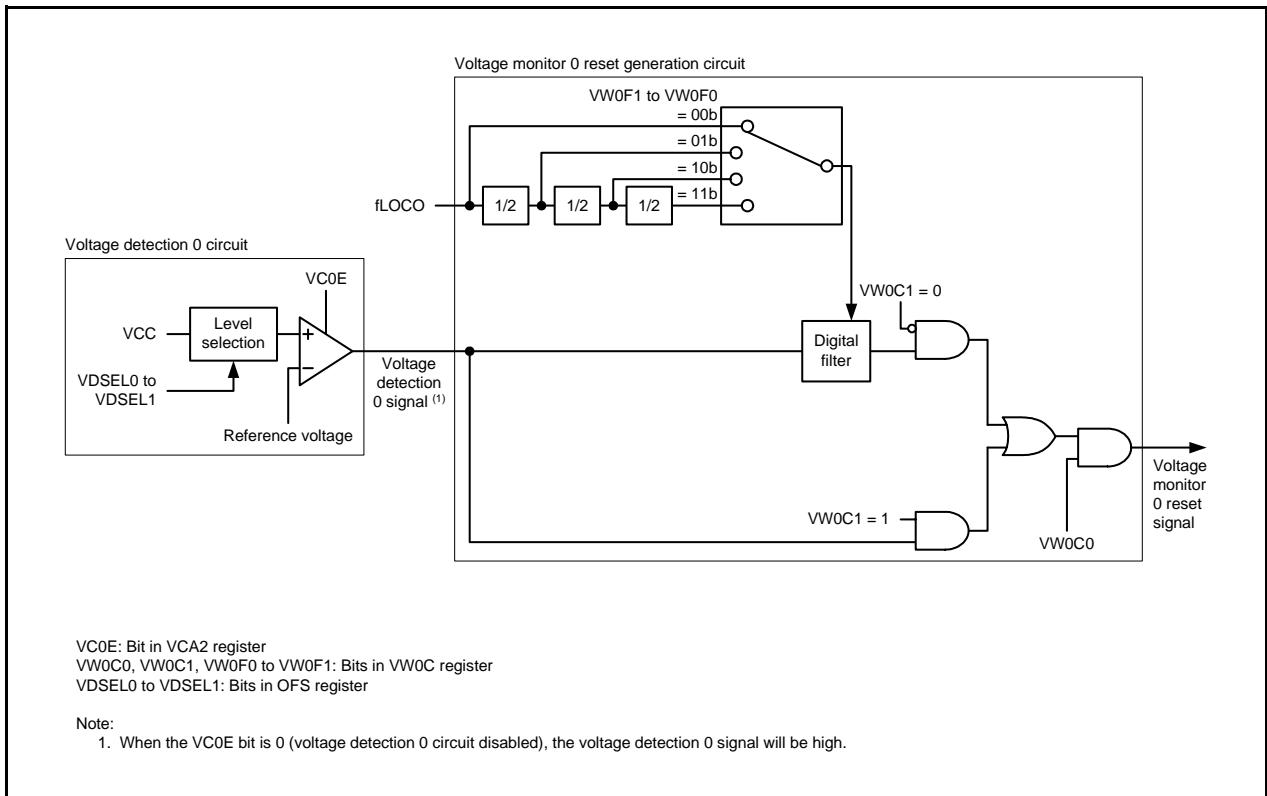 Voltage monitor 0 reset generation circuit
VW0F1 to VW0F0
= 00b
= 01b
= 10b
= 11b
fLOCO
1/2
1/2
1/2
Voltage detection 0 circuit
VC0E
VCC
Level
selection
+
−
VDSEL0 to
VDSEL1
Reference voltage
Voltage
detection
0 signal (1)
Digital
filter
VW0C1 = 0
VW0C1 = 1
VW0C0
Voltage
monitor
0 reset
signal
VC0E: Bit in VCA2 register
VW0C0, VW0C1, VW0F0 to VW0F1: Bits in VW0C register
VDSEL0 to VDSEL1: Bits in OFS register
Note:
1. When the VC0E bit is 0 (voltage detection 0 circuit disabled), the voltage detection 0 signal will be high.